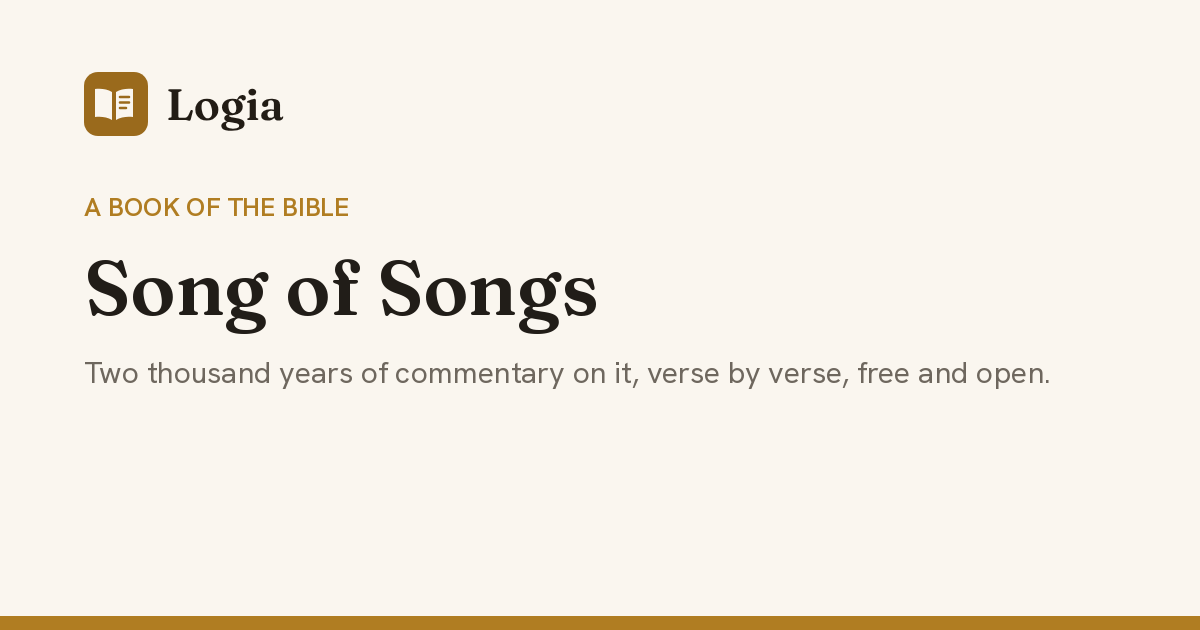 Logia
A BOOK OF THE BIBLE
Song of Songs
Two thousand years of commentary on it, verse by verse, free and open.